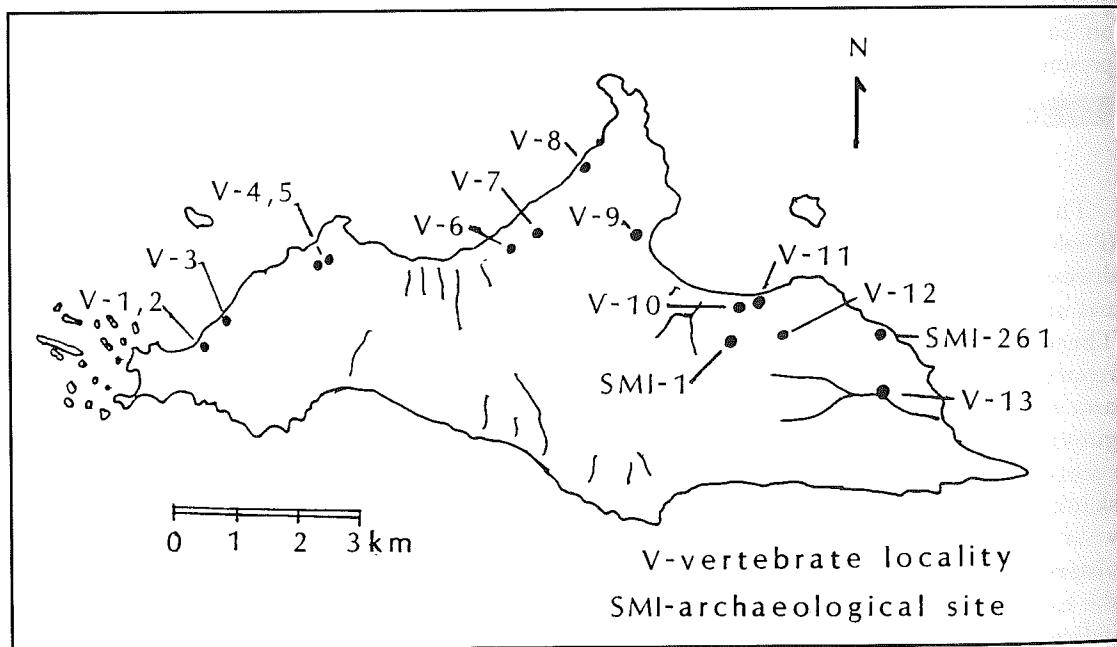 N
V-8
V-7
V-4,5
V-6
V-9
V-3
V-11
V-1,2
V-10
V-12
SMI-261
SMI-1
V-13
0 1 2 3 km
V-vertebrate locality
SMI-archaeological site